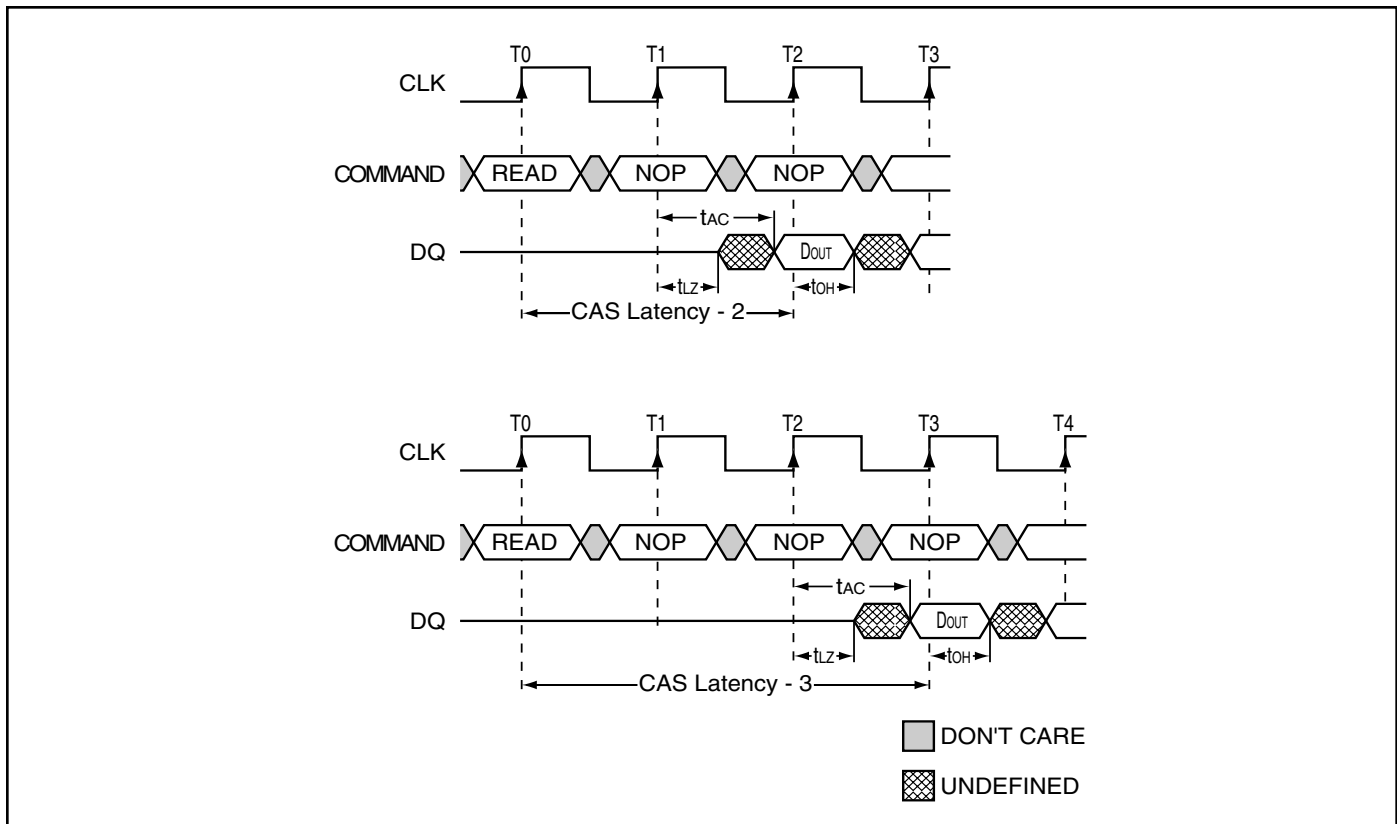 T0 T1 T2 T3
CLK
COMMAND READ NOP NOP
tAC
DQ DOUT
tLZ tOH
CAS Latency - 2
T0 T1 T2 T3 T4
CLK
COMMAND READ NOP NOP NOP
tAC
DQ DOUT
tLZ tOH
CAS Latency - 3
DON'T CARE
UNDEFINED